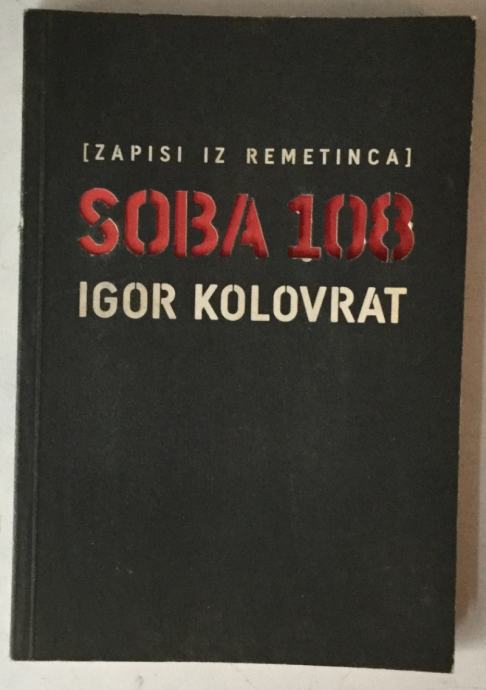 [ZAPISI IZ REMETINCA]
SOBA 108
IGOR KOLOVRAT